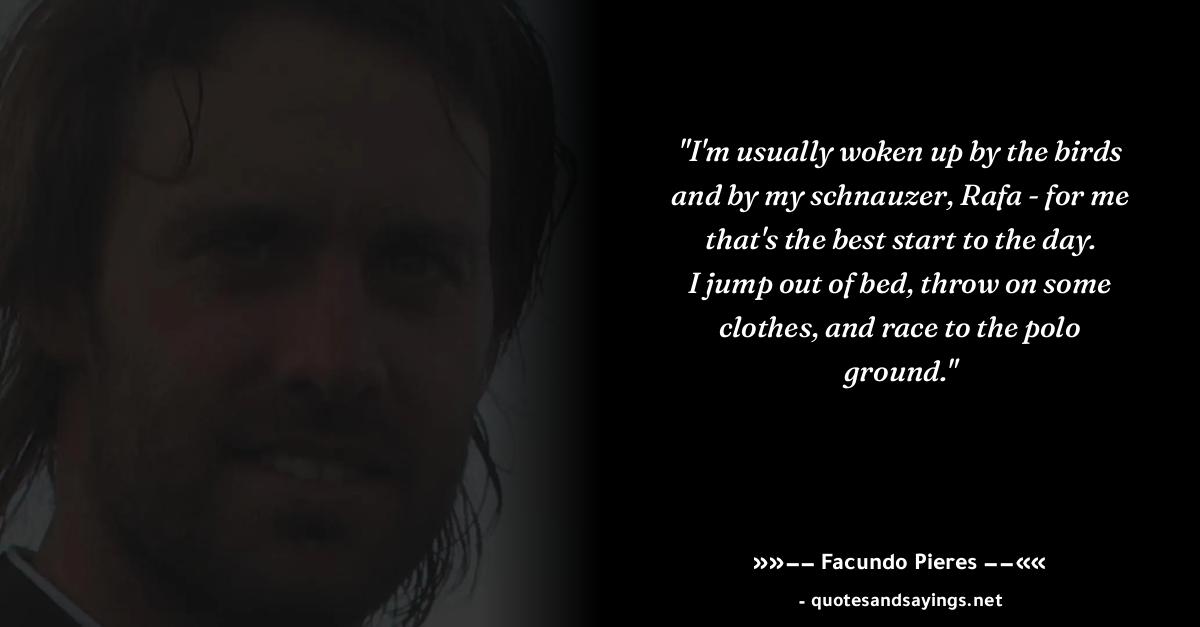 "I'm usually woken up by the birds
and by my schnauzer, Rafa - for me
that's the best start to the day.
I jump out of bed, throw on some
clothes, and race to the polo
ground."
»»−− Facundo Pieres −−««
- quotesandsayings.net